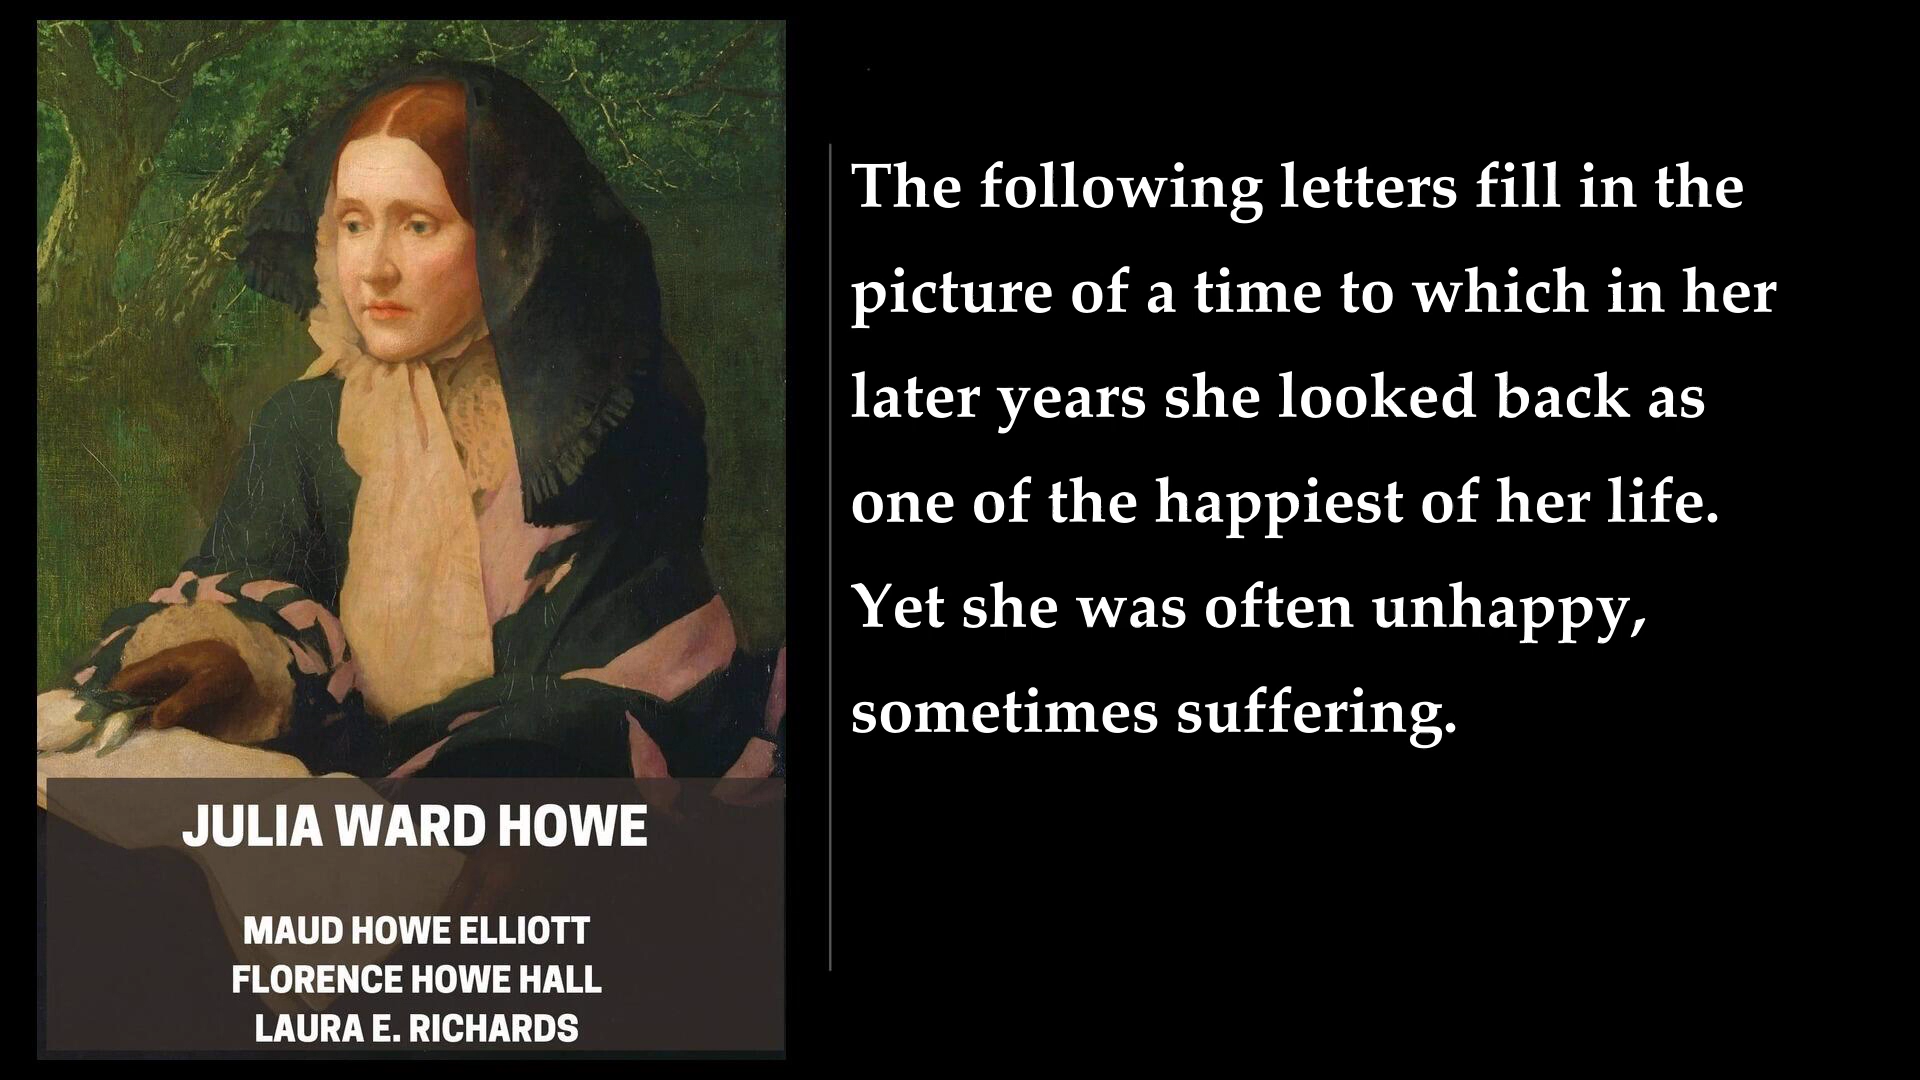 JULIA WARD HOWE
MAUD HOWE ELLIOTT
FLORENCE HOWE HALL
LAURA E. RICHARDS
The following letters fill in the
picture of a time to which in her
later years she looked back as
one of the happiest of her life.
Yet she was often unhappy,
sometimes suffering.